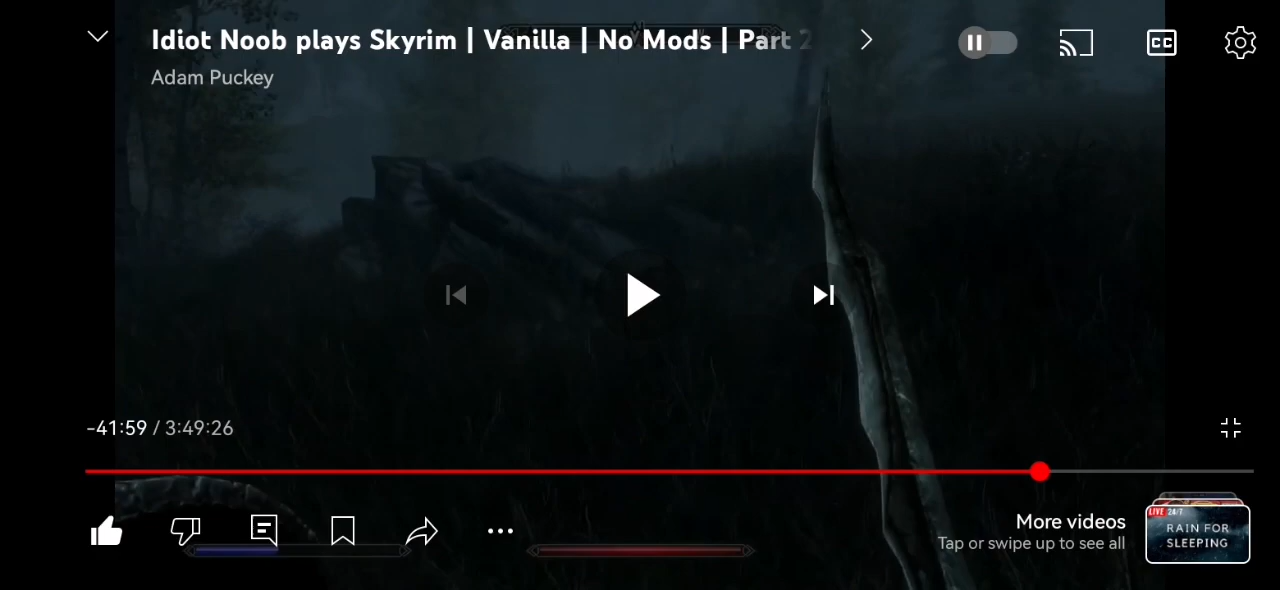 Idiot Noob plays Skyrim | Vanilla | No Mods | Part 2
Adam Puckey
CC
-41:59 / 3:49:26
More videos
Tap or swipe up to see all
LIVE 24/7
RAIN FOR
SLEEPING